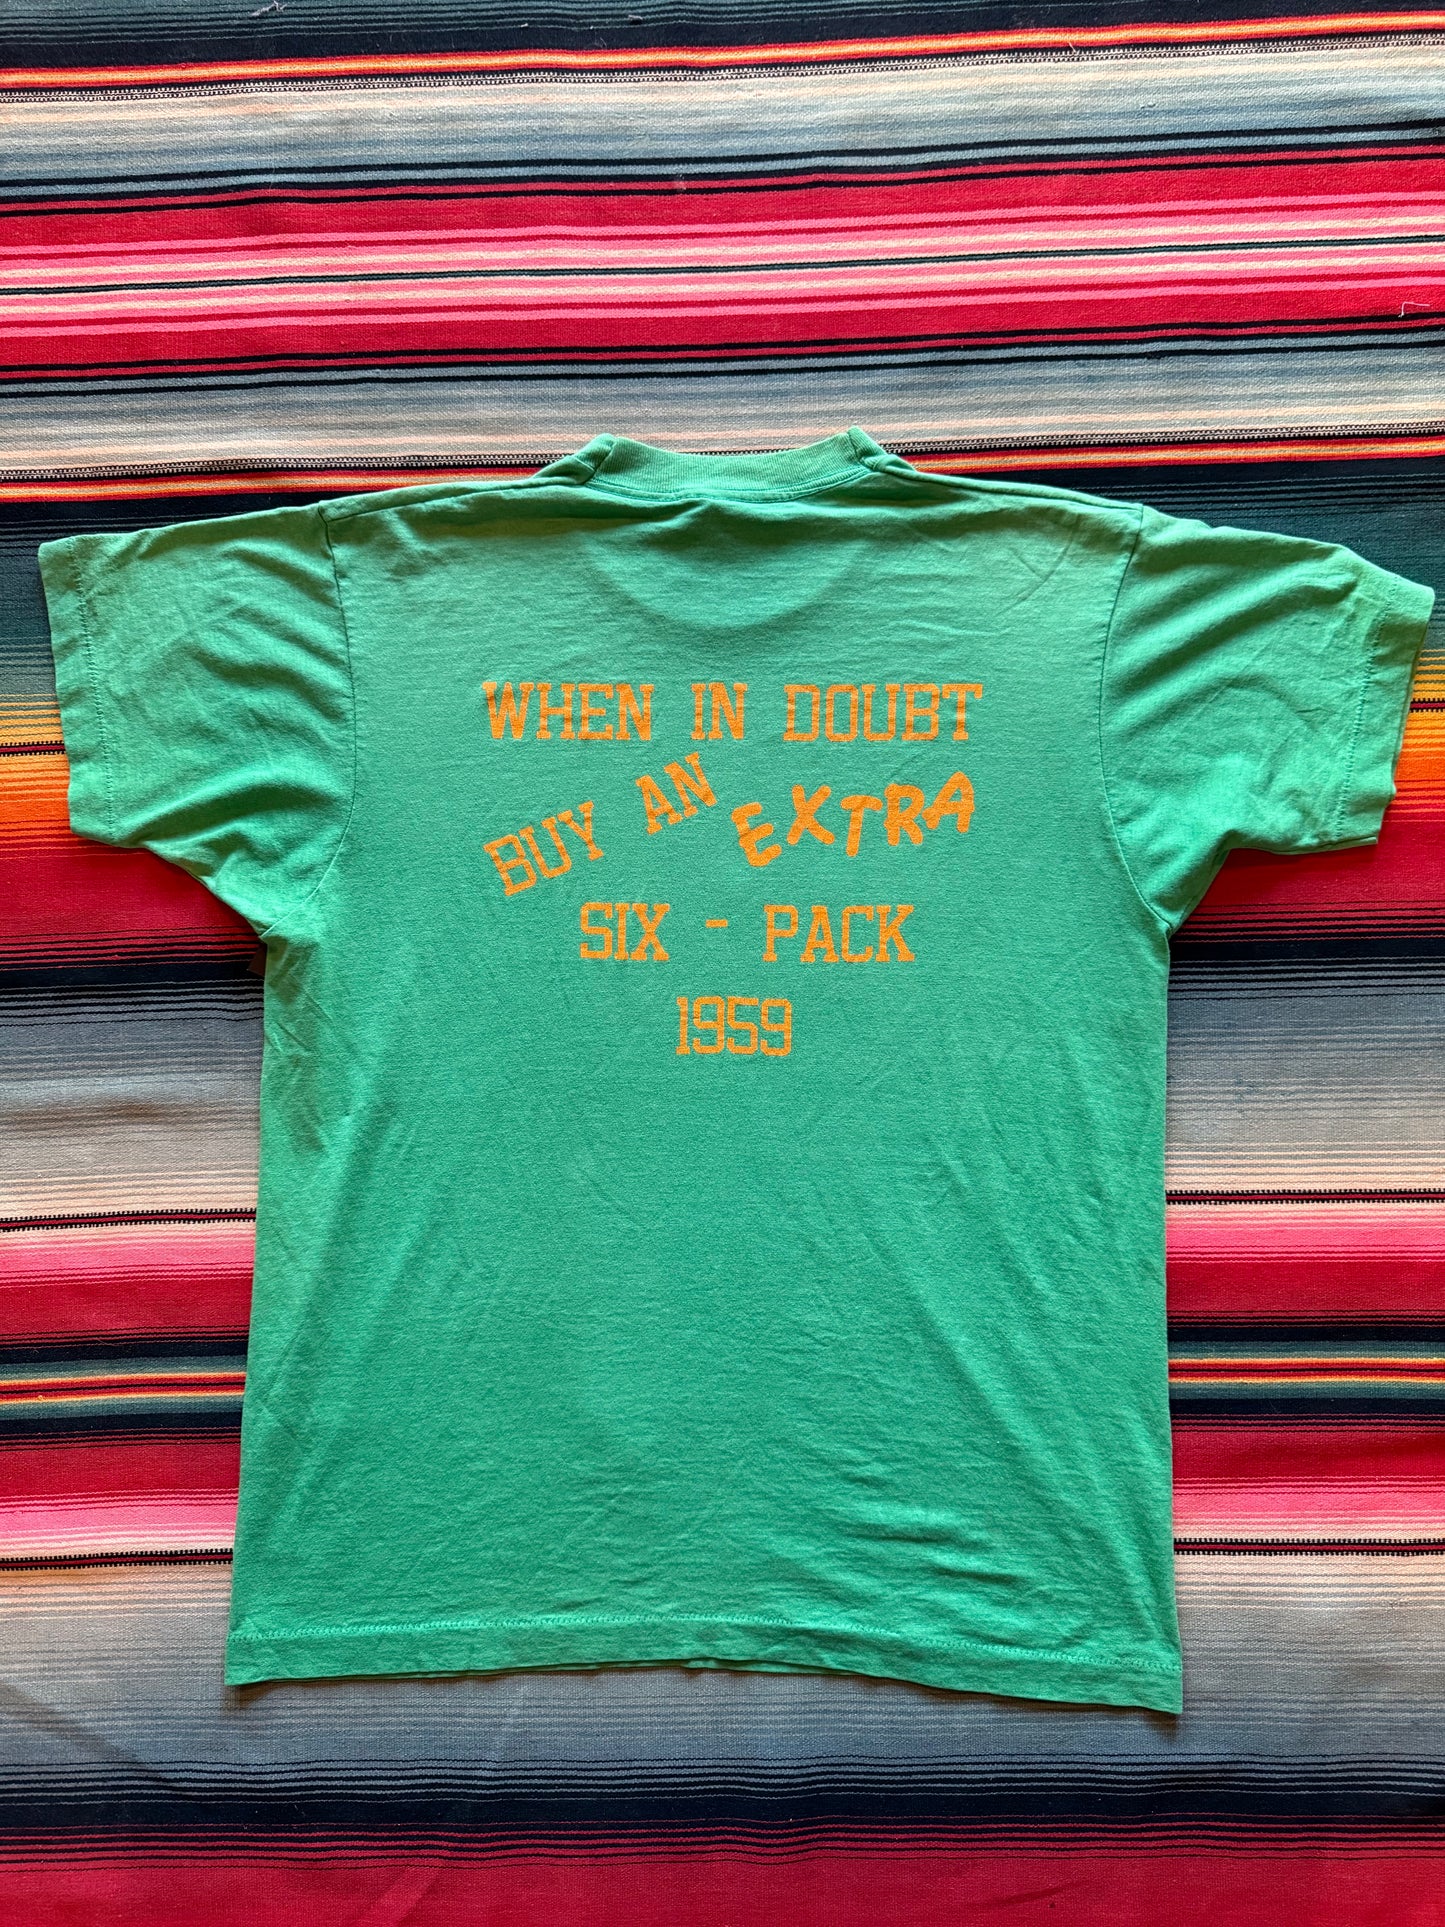 WHEN IN DOUBT
BUY AN EXTRA
SIX - PACK
1959